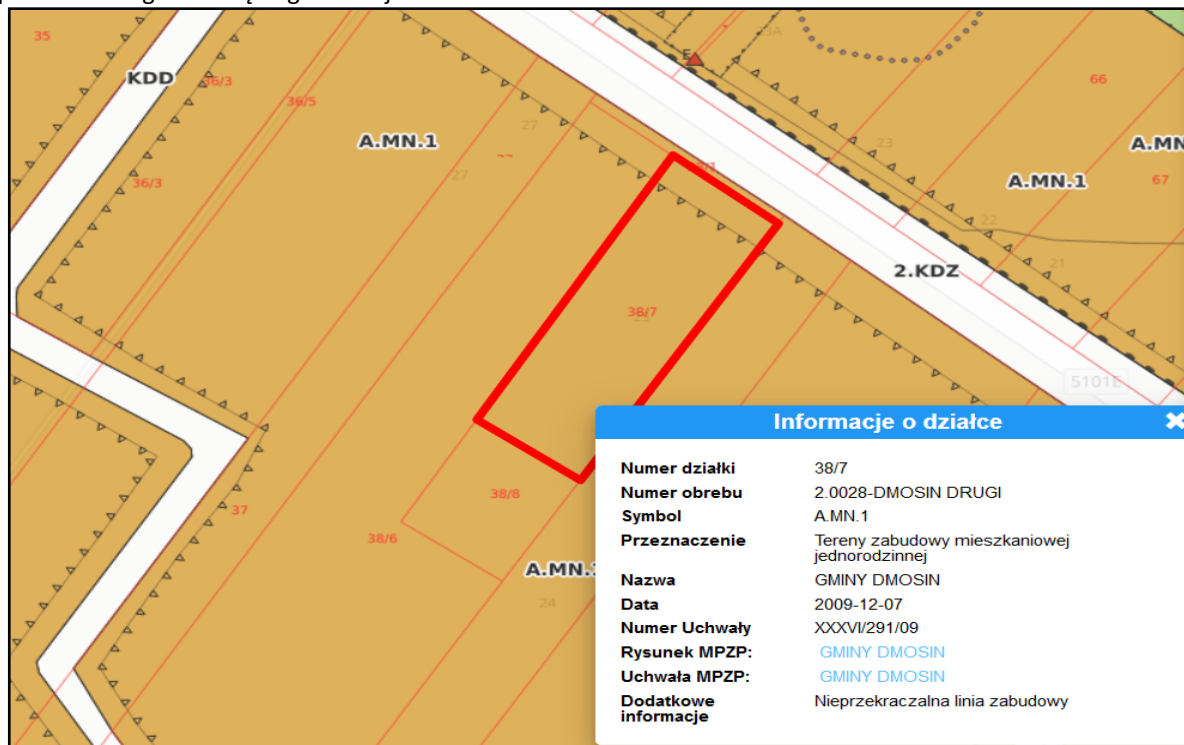 35
KDD
36/3
36/5
23A
E
66
A.MN.1
27
23
A.MN
27
36/3
A.MN.1
67
22
2.KDZ
21
38/7
5101E
Informacje o działce
Numer działki 38/7
Numer obrebu 2.0028-DMOSIN DRUGI
Symbol A.MN.1
Przeznaczenie Tereny zabudowy mieszkaniowej
jednorodzinnej
Nazwa GMINY DMOSIN
Data 2009-12-07
Numer Uchwały XXXVI/291/09
Rysunek MPZP: GMINY DMOSIN
Uchwała MPZP: GMINY DMOSIN
Dodatkowe Nieprzekraczalna linia zabudowy
informacje
38/8
37
38/6
A.MN.
24